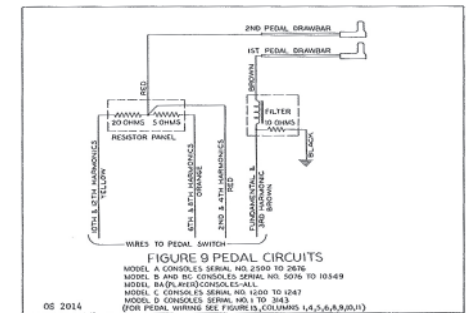 2ND PEDAL DRAWBAR
1ST PEDAL DRAWBAR
RED
BROWN
FILTER
20 OHMS
5 OHMS
10 OHMS
RESISTOR PANEL
BLACK
10TH & 12TH HARMONICS
YELLOW
6TH & 8TH HARMONICS
ORANGE
2ND & 4TH HARMONICS
RED
FUNDAMENTAL &
3RD HARMONIC
BROWN
WIRES TO PEDAL SWITCH
FIGURE 9 PEDAL CIRCUITS
MODEL A CONSOLES SERIAL NO. 2500 TO 2676
MODEL B AND BC CONSOLES SERIAL NO. 5076 TO 10549
MODEL BA (PLAYER) CONSOLES-ALL
MODEL C CONSOLES SERIAL NO. 1200 TO 1247
MODEL D CONSOLES SERIAL NO. 1 TO 3143
(FOR PEDAL WIRING SEE FIGURE 15, COLUMNS 1,4,5,6,8,9,10,11)
OS 2014